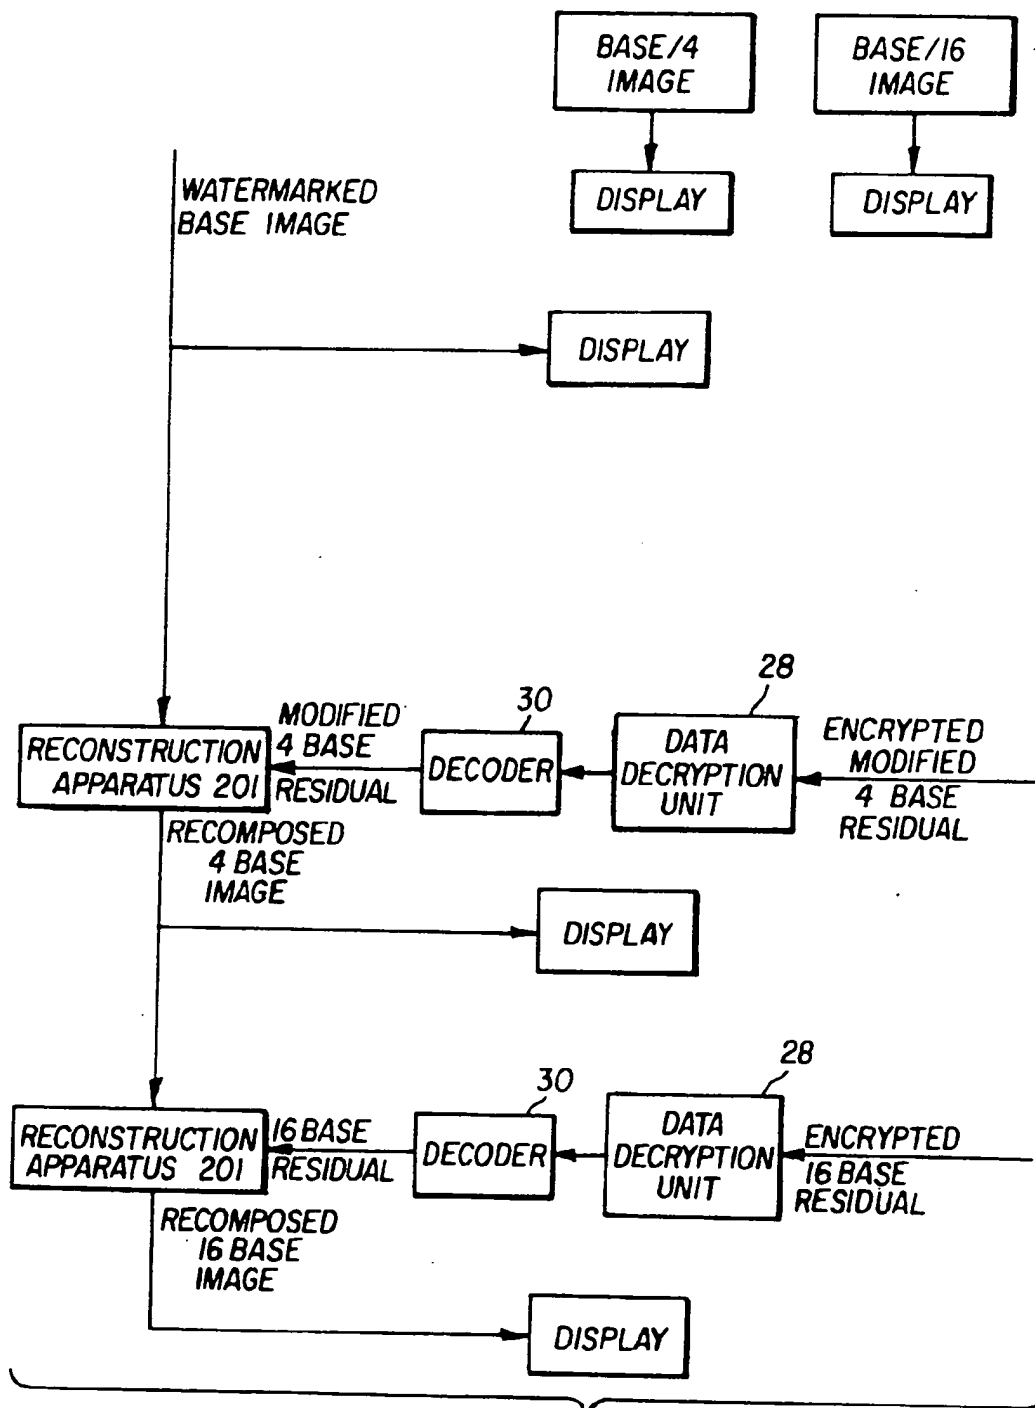 BASE/4
IMAGE
BASE/16
IMAGE
DISPLAY
DISPLAY
WATERMARKED
BASE IMAGE
DISPLAY
28
30
MODIFIED
4 BASE
RESIDUAL
RECONSTRUCTION
APPARATUS 201
DECODER
DATA
DECRYPTION
UNIT
ENCRYPTED
MODIFIED
4 BASE
RESIDUAL
RECOMPOSED
4 BASE
IMAGE
DISPLAY
28
30
RECONSTRUCTION
APPARATUS 201
16 BASE
RESIDUAL
DECODER
DATA
DECRYPTION
UNIT
ENCRYPTED
16 BASE
RESIDUAL
RECOMPOSED
16 BASE
IMAGE
DISPLAY